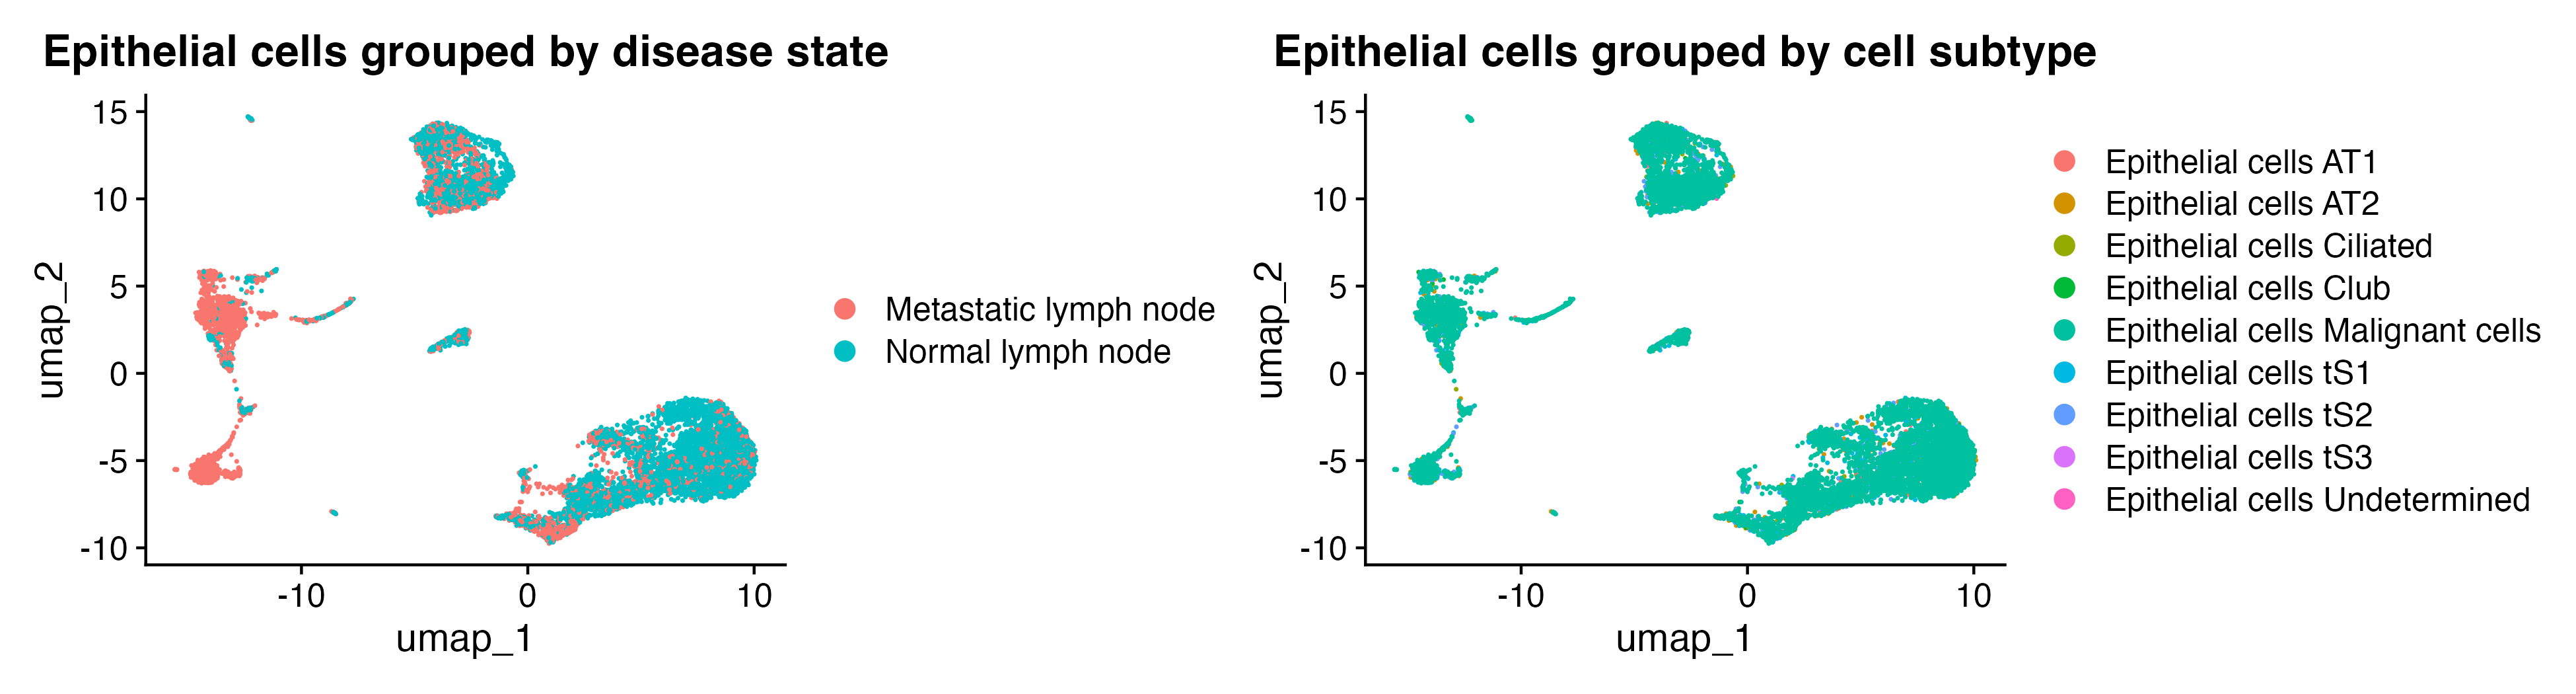 Epithelial cells grouped by disease state
15
10
5
0
-5
-10
umap_2
-10 0 10
umap_1
Metastatic lymph node
Normal lymph node
Epithelial cells grouped by cell subtype
15
10
5
0
-5
-10
umap_2
-10 0 10
umap_1
Epithelial cells AT1
Epithelial cells AT2
Epithelial cells Ciliated
Epithelial cells Club
Epithelial cells Malignant cells
Epithelial cells tS1
Epithelial cells tS2
Epithelial cells tS3
Epithelial cells Undetermined